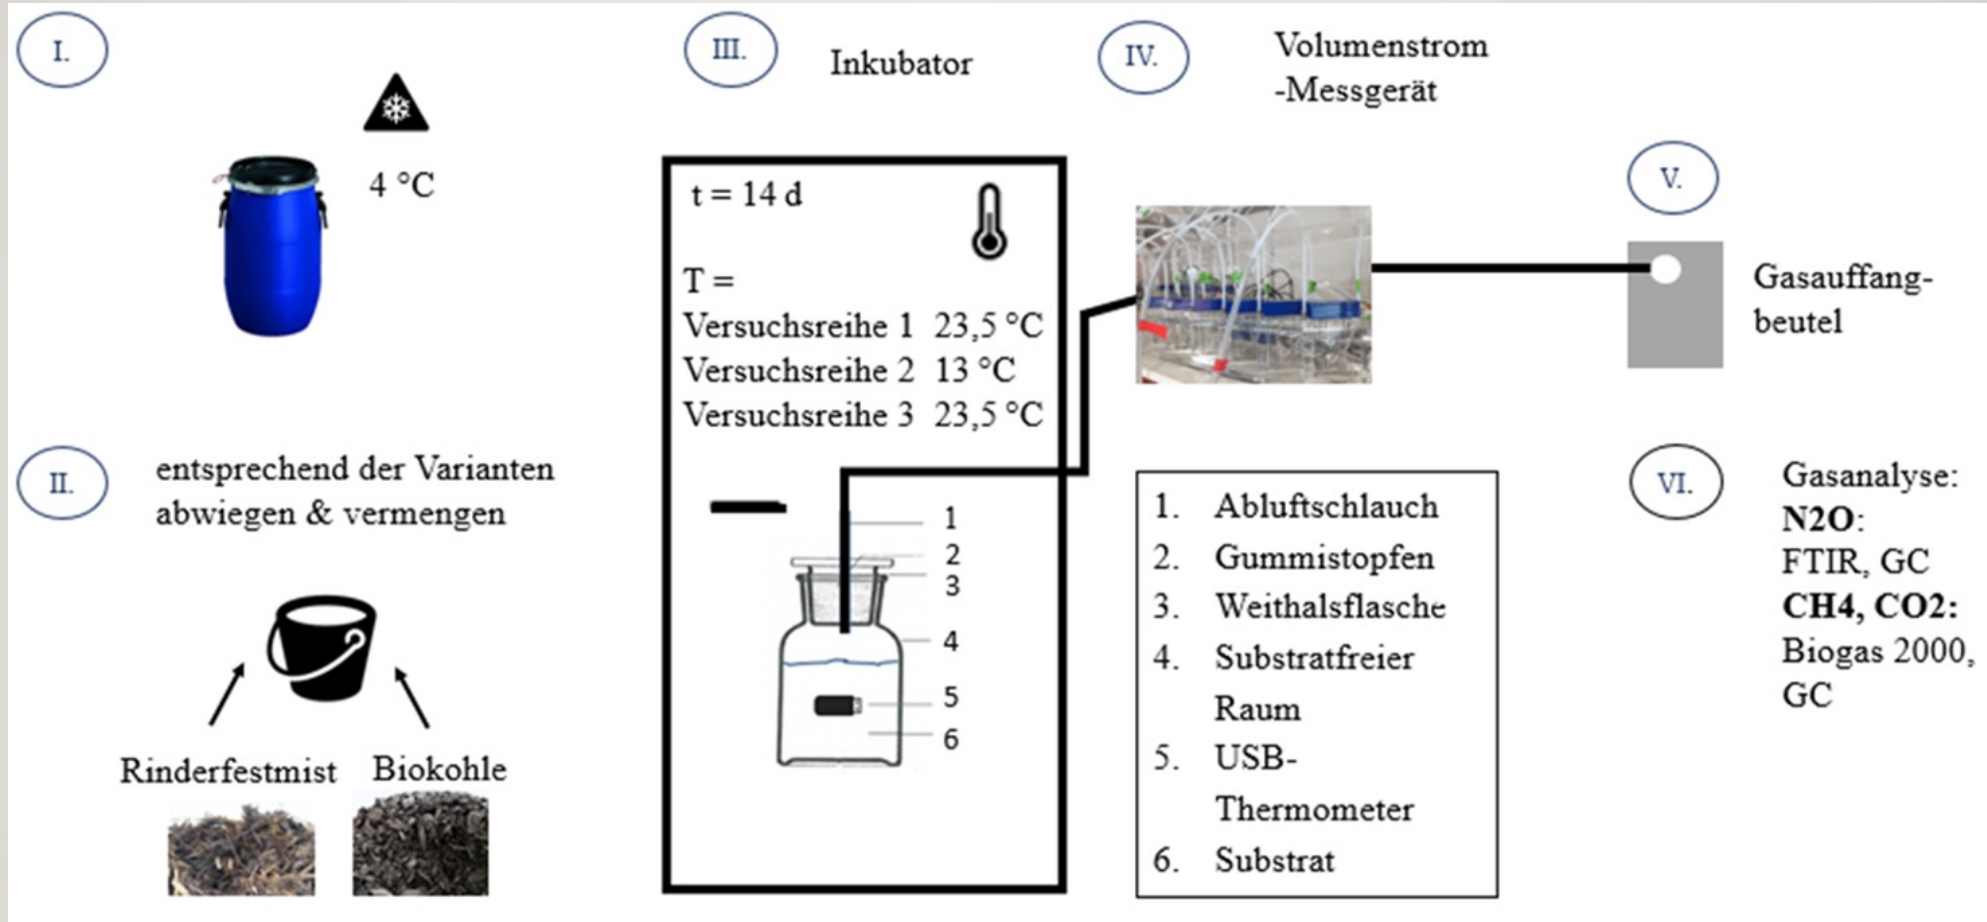 I.
4 °C
II.
entsprechend der Varianten
abwiegen & vermengen
Rinderfestmist
Biokohle
III.
Inkubator
t = 14 d
T =
Versuchsreihe 1 23,5 °C
Versuchsreihe 2 13 °C
Versuchsreihe 3 23,5 °C
1
2
3
4
5
6
IV.
Volumenstrom
-Messgerät
1. Abluftschlauch
2. Gummistopfen
3. Weithalsflasche
4. Substratfreier
Raum
5. USB-
Thermometer
6. Substrat
V.
Gasauffang-
beutel
VI.
Gasanalyse:
N2O:
FTIR, GC
CH4, CO2:
Biogas 2000,
GC